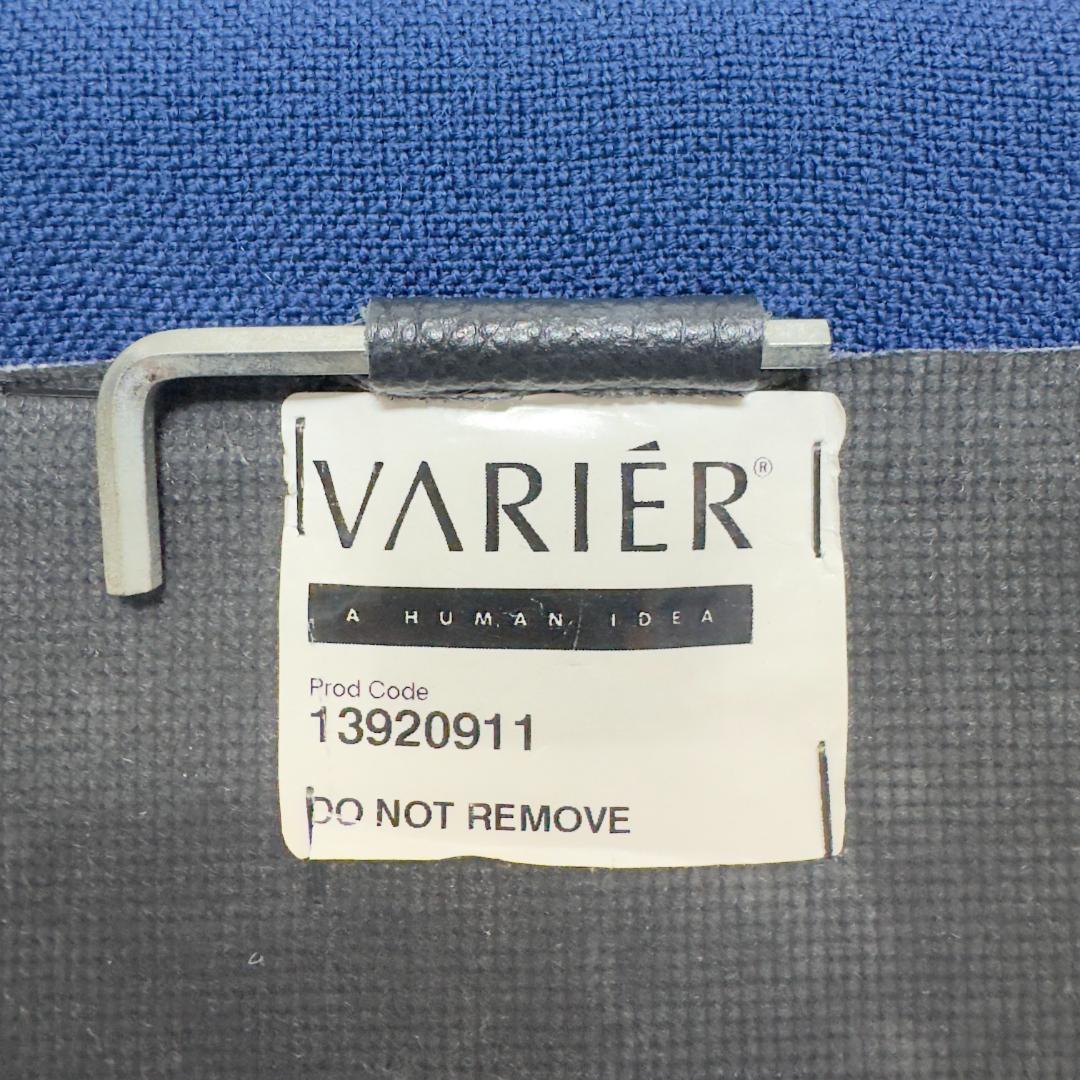 VARIÉR®
A HUMAN IDEA
Prod Code
13920911
DO NOT REMOVE